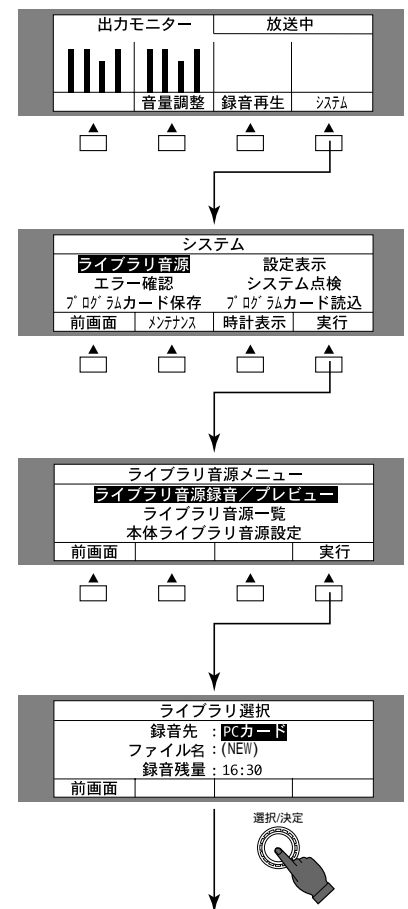 出力モニター 放送中
音量調整 録音再生 ｼｽﾃﾑ
システム
ライブラリ音源 設定表示
エラー確認 システム点検
ﾌﾟﾛｸﾞﾗﾑカード保存 ﾌﾟﾛｸﾞﾗﾑカード読込
前画面 ﾒﾝﾃﾅﾝｽ 時計表示 実行
ライブラリ音源メニュー
ライブラリ音源録音／プレビュー
ライブラリ音源一覧
本体ライブラリ音源設定
前画面 実行
ライブラリ選択
録音先 : PCカード
ファイル名 : (NEW)
録音残量 : 16:30
前画面
選択/決定